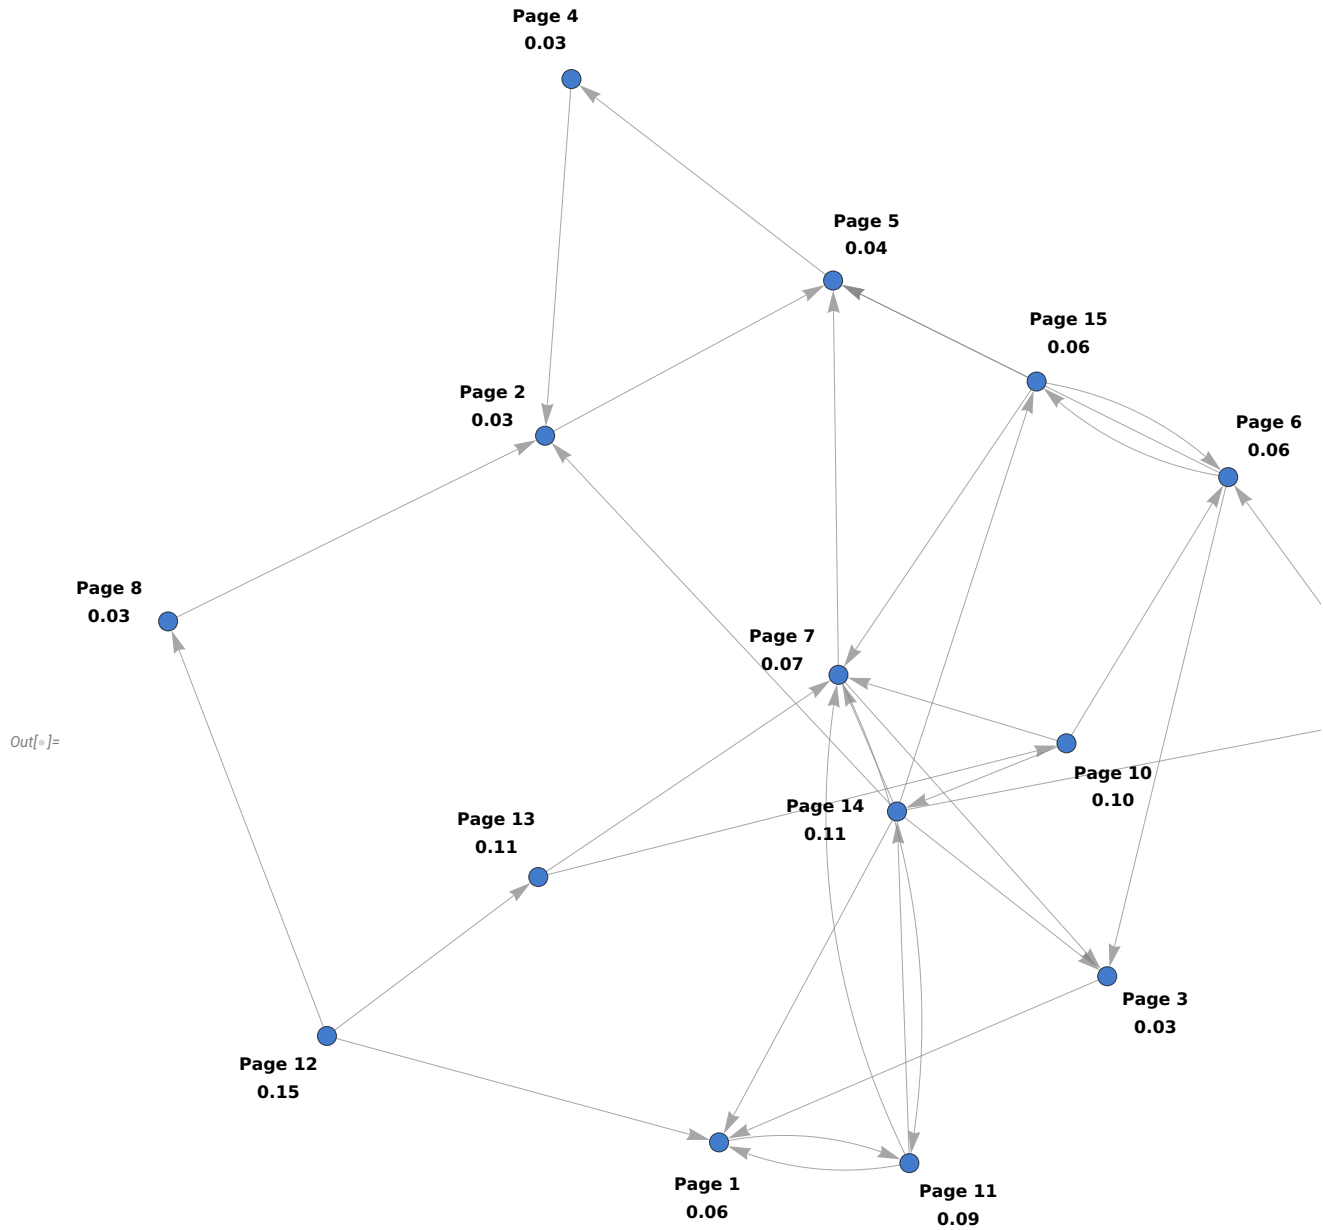 Page 4
0.03
Page 5
0.04
Page 15
0.06
Page 2
0.03
Page 6
0.06
Page 8
0.03
Page 7
0.07
Out[•]=
Page 10
0.10
Page 14
0.11
Page 13
0.11
Page 3
0.03
Page 12
0.15
Page 1
0.06
Page 11
0.09